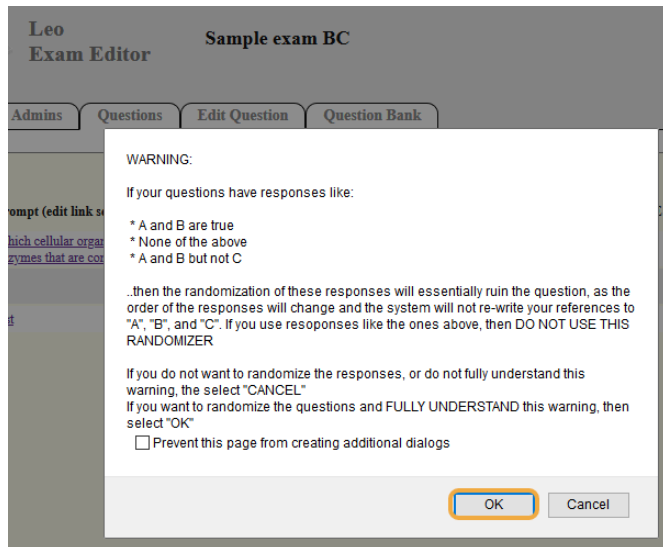 Leo
Exam Editor
Sample exam BC
Admins
Questions
Edit Question
Question Bank
WARNING:
If your questions have responses like:
ompt (edit link s
* A and B are true
hich cellular organ
* None of the above
zymes that are con
* A and B but not C
..then the randomization of these responses will essentially ruin the question, as the
order of the responses will change and the system will not re-write your references to
"A", "B", and "C". If you use resoponses like the ones above, then DO NOT USE THIS
RANDOMIZER
If you do not want to randomize the responses, or do not fully understand this
warning, the select "CANCEL"
If you want to randomize the questions and FULLY UNDERSTAND this warning, then
select "OK"
Prevent this page from creating additional dialogs
OK
Cancel